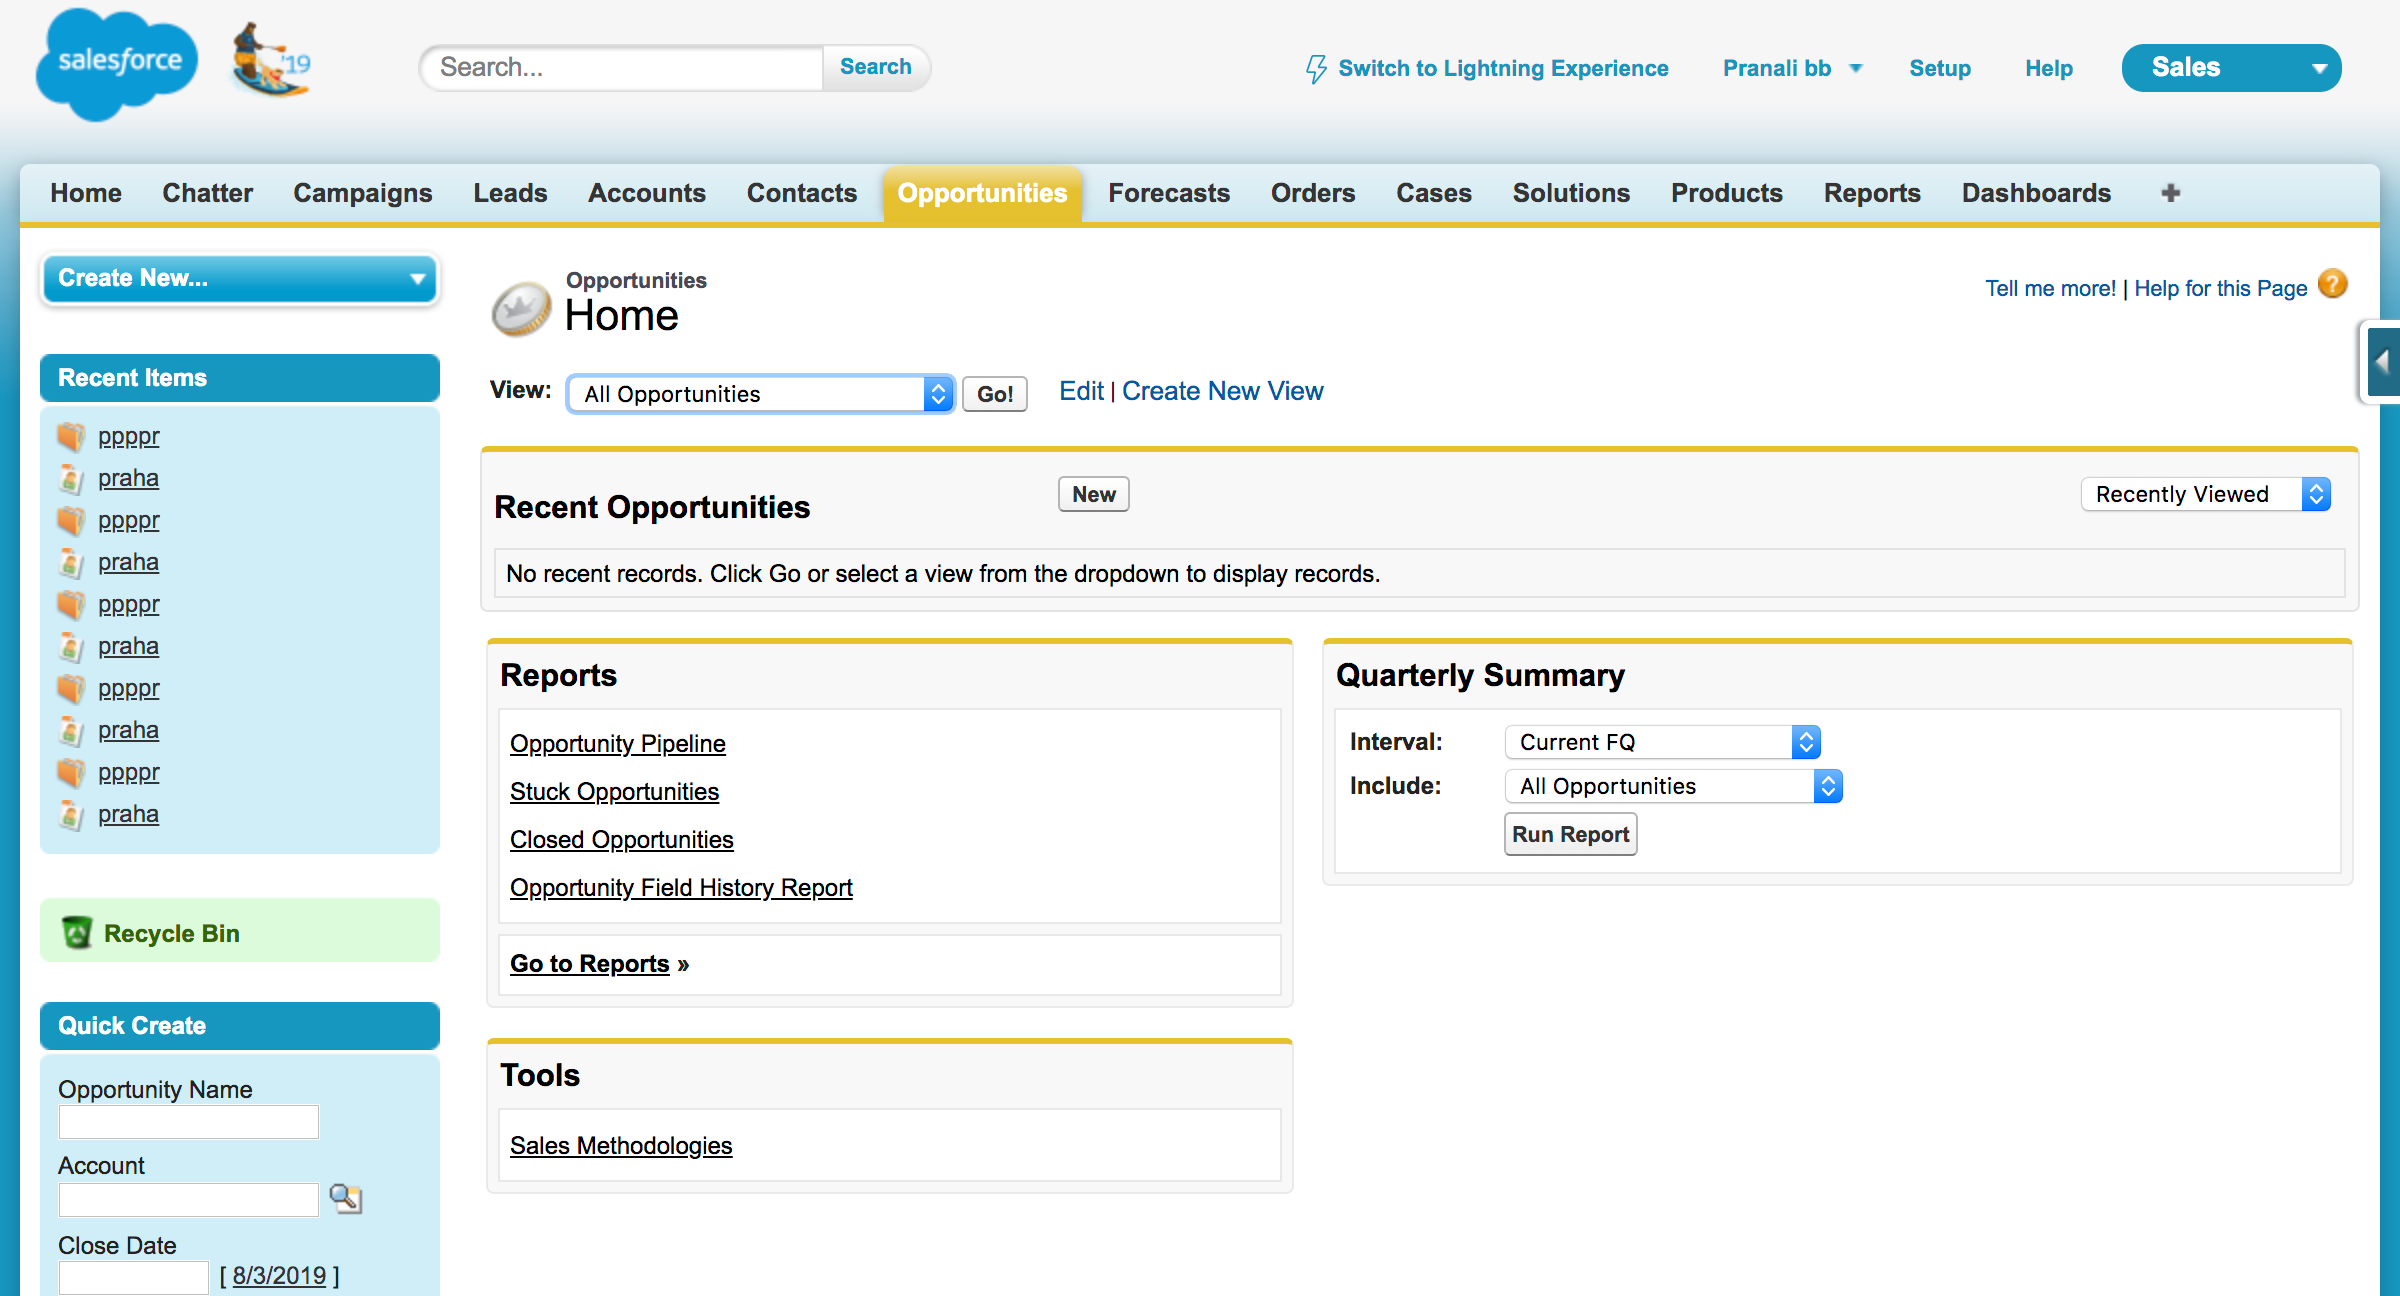 salesforce
'19
Search...
Search
Switch to Lightning Experience
Pranali bb
Setup
Help
Sales
Home
Chatter
Campaigns
Leads
Accounts
Contacts
Opportunities
Forecasts
Orders
Cases
Solutions
Products
Reports
Dashboards
Create New...
Recent Items
ppppr
praha
ppppr
praha
ppppr
praha
ppppr
praha
ppppr
praha
Recycle Bin
Quick Create
Opportunity Name
Account
Close Date
[ 8/3/2019 ]
Opportunities
Home
Tell me more! | Help for this Page ?
View: All Opportunities Go! Edit | Create New View
Recent Opportunities
New
Recently Viewed
No recent records. Click Go or select a view from the dropdown to display records.
Reports
Opportunity Pipeline
Stuck Opportunities
Closed Opportunities
Opportunity Field History Report
Go to Reports »
Quarterly Summary
Interval: Current FQ
Include: All Opportunities
Run Report
Tools
Sales Methodologies